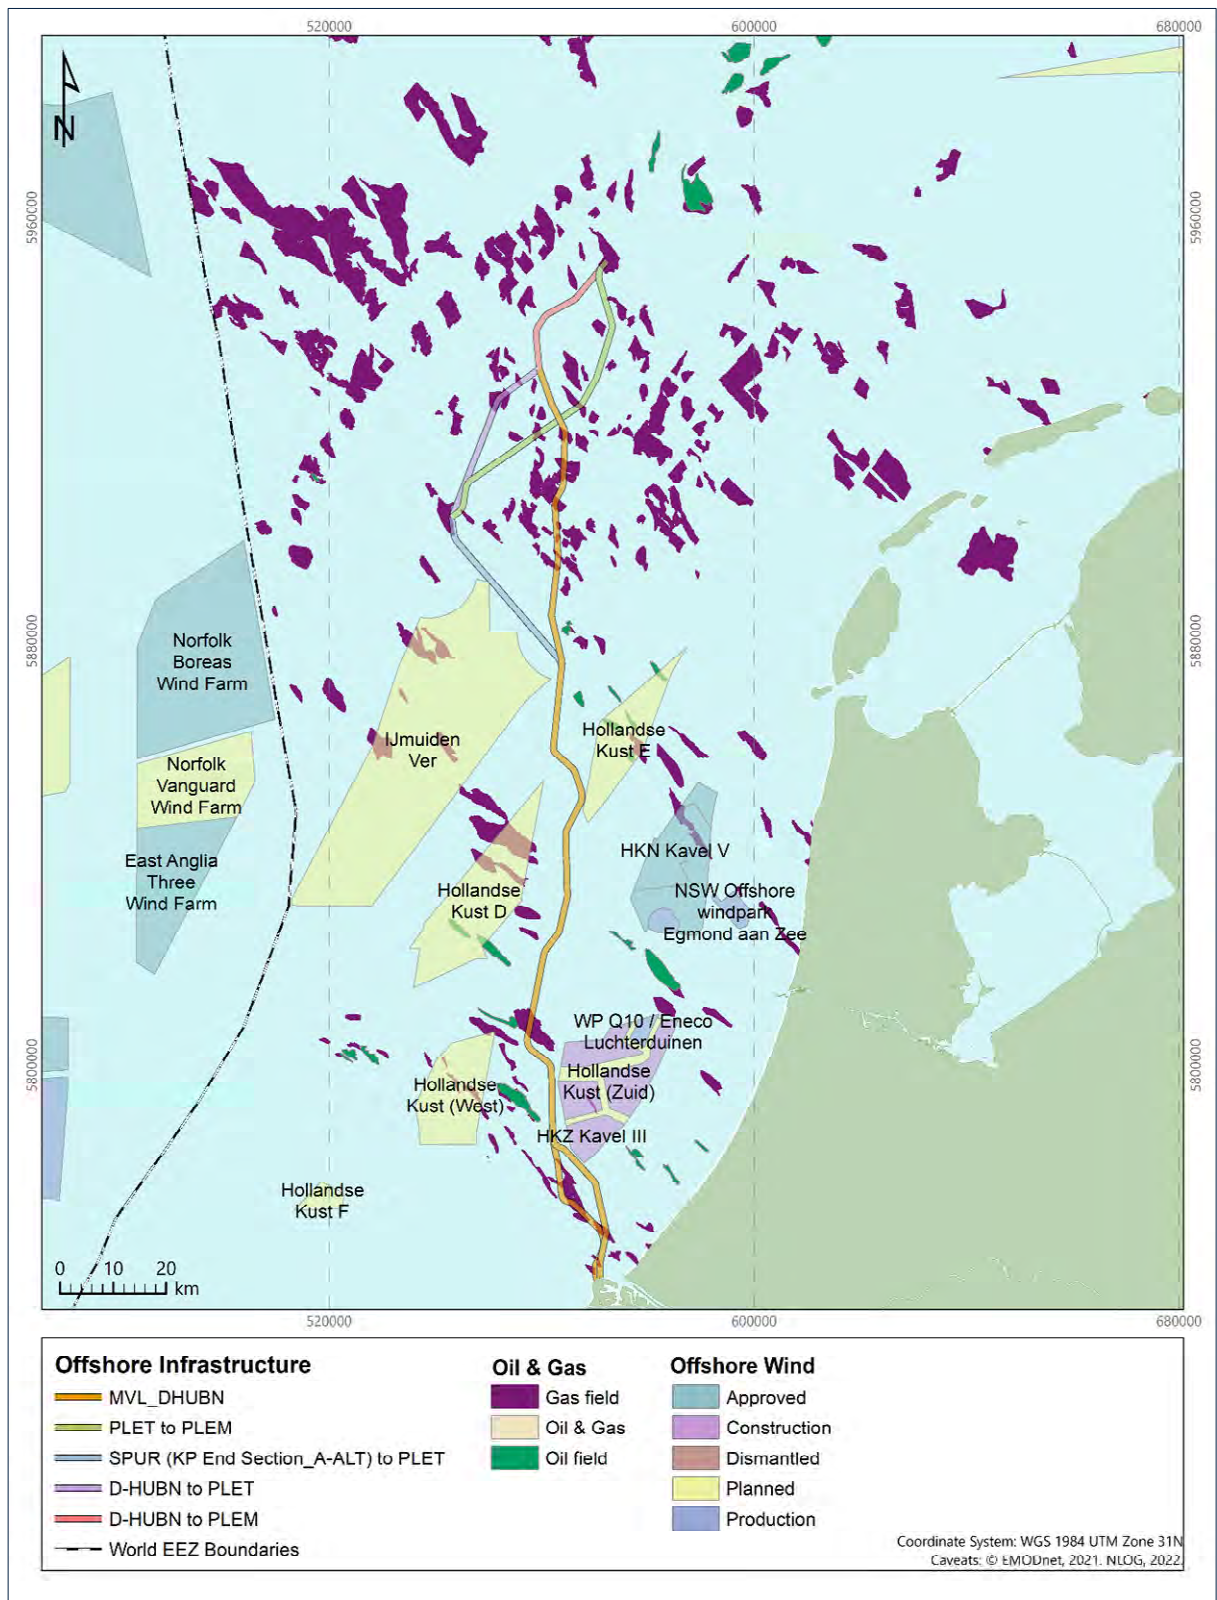 520000
600000
680000
N
5960000
5960000
5880000
5880000
Norfolk
Boreas
Wind Farm
IJmuiden
Ver
Hollandse
Kust E
Norfolk
Vanguard
Wind Farm
East Anglia
Three
Wind Farm
HKN Kavel V
Hollandse
Kust D
NSW Offshore
windpark
Egmond aan Zee
WP Q10 / Eneco
Luchterduinen
5800000
5800000
Hollandse
Kust (Zuid)
Hollandse
Kust (West)
HKZ Kavel III
Hollandse
Kust F
0 10 20
km
520000
600000
680000
Offshore Infrastructure
MVL_DHUBN
PLET to PLEM
SPUR (KP End Section_A-ALT) to PLET
D-HUBN to PLET
D-HUBN to PLEM
World EEZ Boundaries
Oil & Gas
Gas field
Oil & Gas
Oil field
Offshore Wind
Approved
Construction
Dismantled
Planned
Production
Coordinate System: WGS 1984 UTM Zone 31N
Caveats: © EMODnet, 2021. NLOG, 2022.